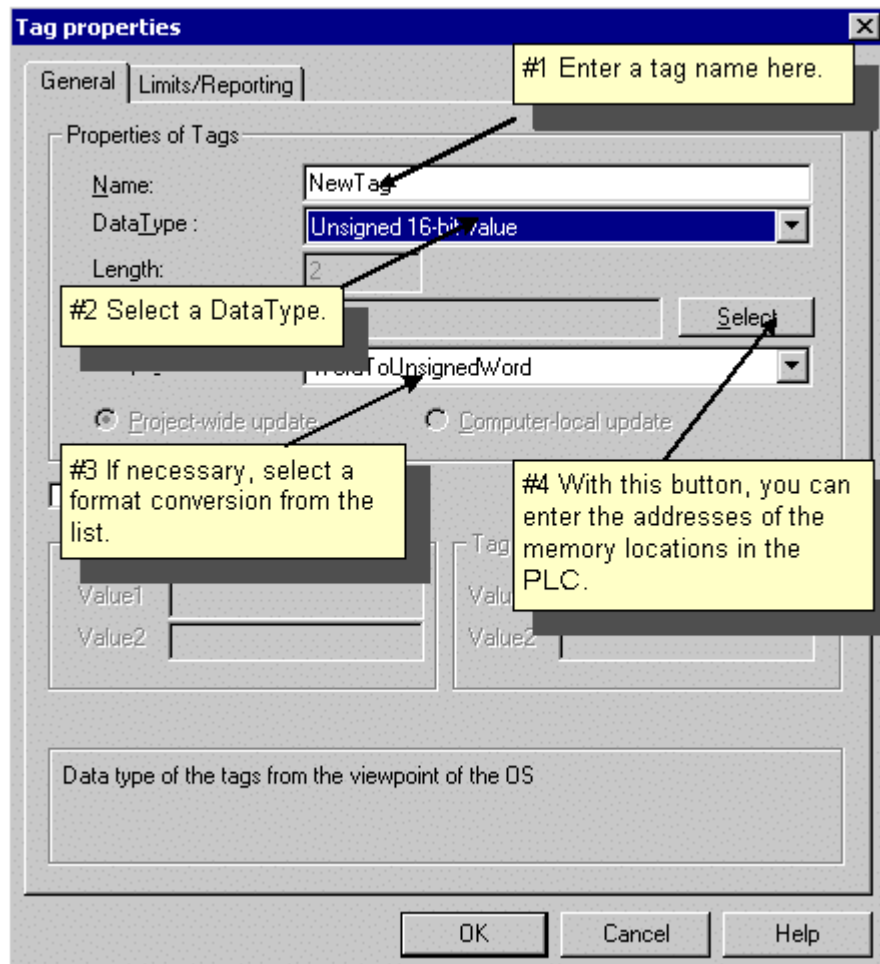 Tag properties
General
Limits/Reporting
#1 Enter a tag name here.
Properties of Tags
Name:
NewTag
DataType :
Unsigned 16-bit value
Length:
2
#2 Select a DataType.
Select
WordToUnsignedWord
Project-wide update
Computer-local update
#3 If necessary, select a
format conversion from the
list.
#4 With this button, you can
enter the addresses of the
memory locations in the
PLC.
Tag
Value1
Value2
Value2
Data type of the tags from the viewpoint of the OS
OK
Cancel
Help